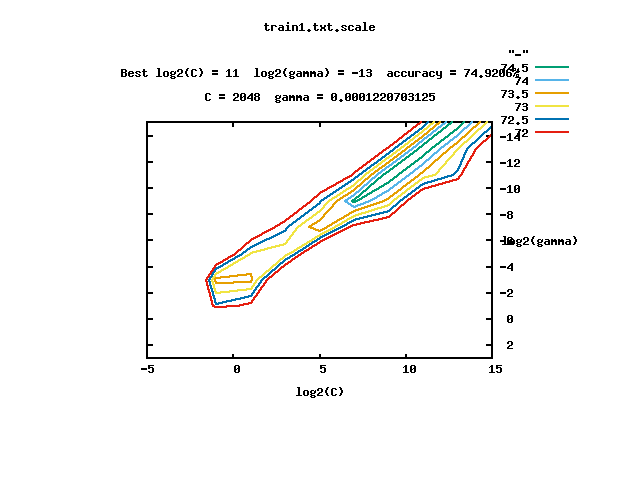 train1.txt.scale
"-"
Best log2(C) = 11 log2(gamma) = -13 accuracy = 74.9206%
74.5
74
C = 2048 gamma = 0.0001220703125
73.5
73
72.5
72
-14
-12
-10
-8
-6
log2(gamma)
-4
-2
0
2
-5 0 5 10 15
log2(C)